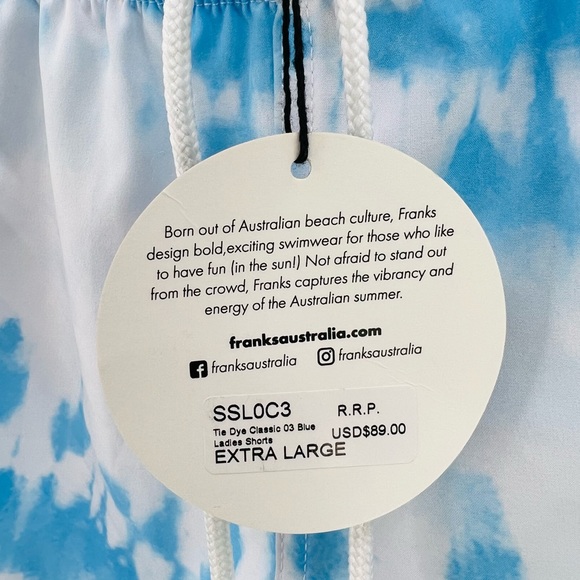 Born out of Australian beach culture, Franks
design bold,exciting swimwear for those who like
to have fun (in the sun!) Not afraid to stand out
from the crowd, Franks captures the vibrancy and
energy of the Australian summer.
franksaustralia.com
franksaustralia franksaustralia
SSL0C3 R.R.P.
Tie Dye Classic 03 Blue
Ladies Shorts USD$89.00
EXTRA LARGE